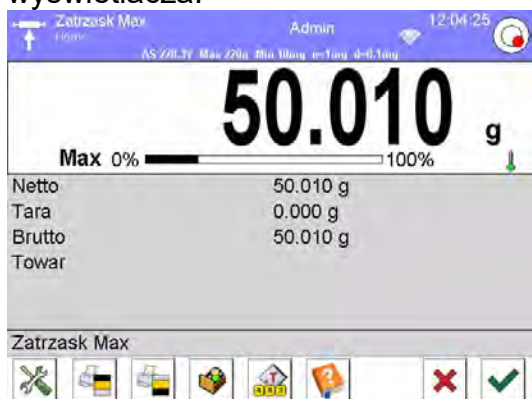 wyświetlacza:
Zatrzask Max
Home
Admin
12:04:25
AS 220.3Y Max 220g Min 10mg e=1mg d=0.1mg
50.010 g
Max 0% 100%
Netto 50.010 g
Tara 0.000 g
Brutto 50.010 g
Towar
Zatrzask Max